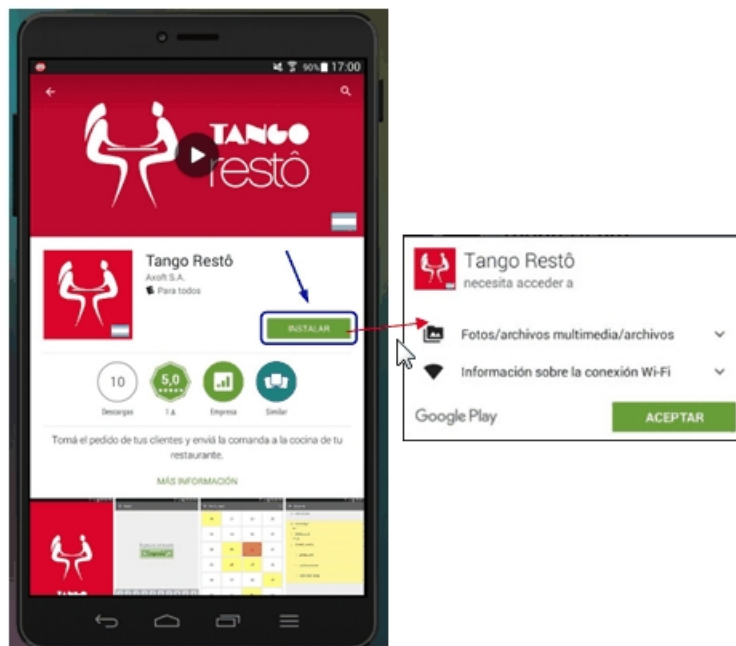 90% 17:00
TANGO
restô
Tango Restô
Axoft S.A.
Para todos
INSTALAR
10
5,0
Descargas
1
Empresa
Similar
Tomá el pedido de tus clientes y enviá la comanda a la cocina de tu
restaurante.
MÁS INFORMACIÓN
TANGO
Tango Restô
necesita acceder a
Fotos/archivos multimedia/archivos
Información sobre la conexión Wi-Fi
Google Play
ACEPTAR